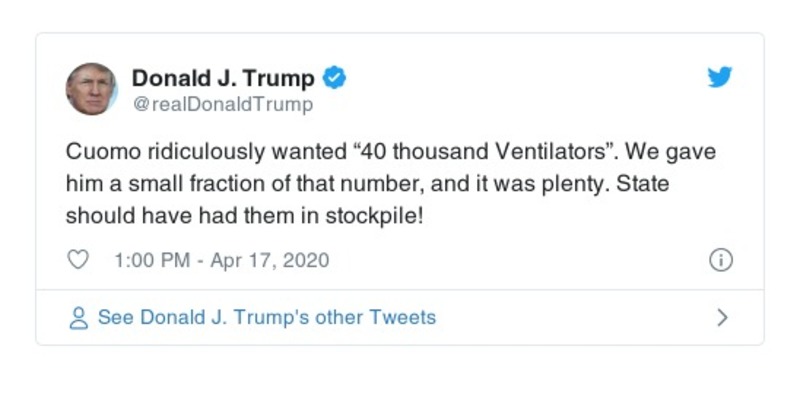 Donald J. Trump
@realDonaldTrump
Cuomo ridiculously wanted “40 thousand Ventilators”. We gave
him a small fraction of that number, and it was plenty. State
should have had them in stockpile!
1:00 PM - Apr 17, 2020
See Donald J. Trump's other Tweets